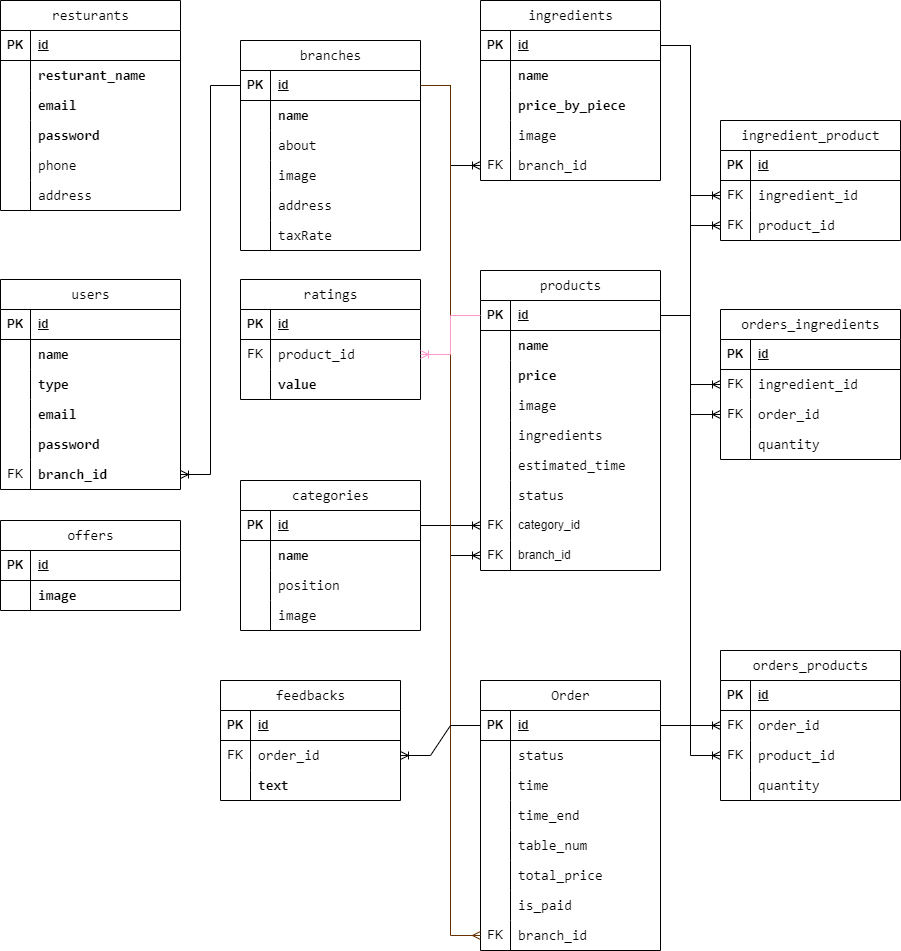 resturants
PK id
resturant_name
email
password
phone
address
branches
PK id
name
about
image
address
taxRate
ingredients
PK id
name
price_by_piece
image
FK branch_id
ingredient_product
PK id
FK ingredient_id
FK product_id
users
PK id
name
type
email
password
FK branch_id
ratings
PK id
FK product_id
value
products
PK id
name
price
image
ingredients
estimated_time
status
FK category_id
FK branch_id
orders_ingredients
PK id
FK ingredient_id
FK order_id
quantity
offers
PK id
image
categories
PK id
name
position
image
feedbacks
PK id
FK order_id
text
Order
PK id
status
time
time_end
table_num
total_price
is_paid
FK branch_id
orders_products
PK id
FK order_id
FK product_id
quantity